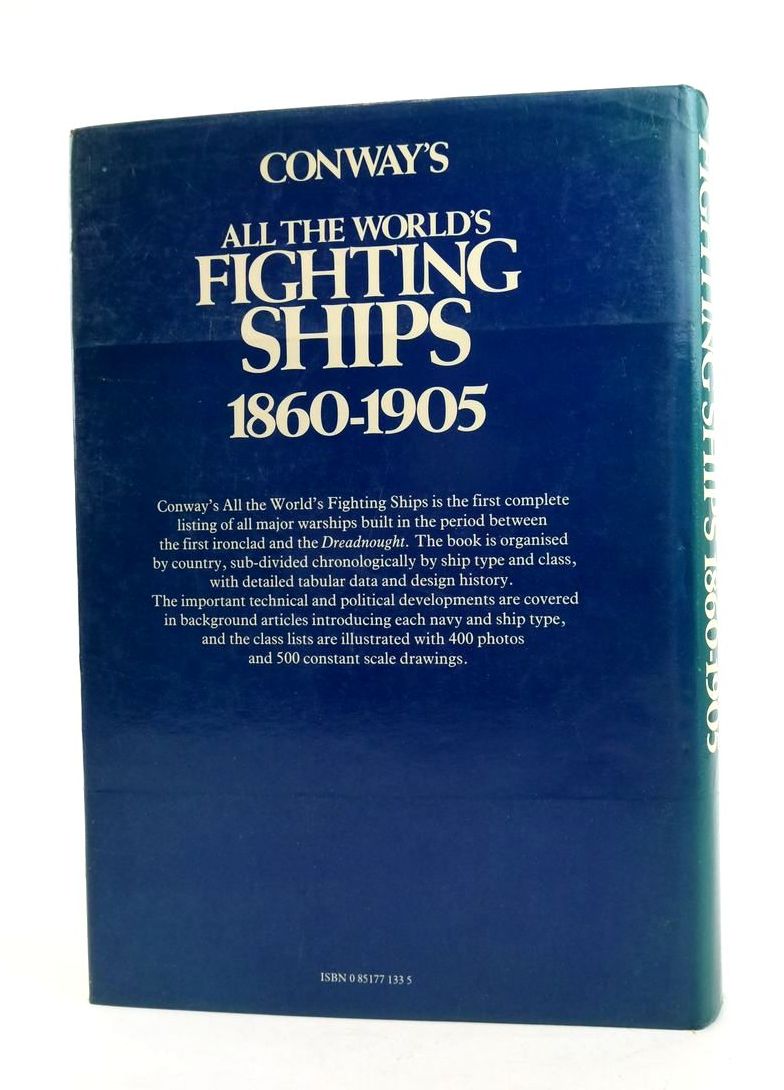 CONWAY'S
ALL THE WORLD'S
FIGHTING
SHIPS
1860-1905
Conway's All the World's Fighting Ships is the first complete
listing of all major warships built in the period between
the first ironclad and the Dreadnought. The book is organised
by country, sub-divided chronologically by ship type and class,
with detailed tabular data and design history.
The important technical and political developments are covered
in background articles introducing each navy and ship type,
and the class lists are illustrated with 400 photos
and 500 constant scale drawings.
ISBN 0 85177 133 5
FIGHTING SHIPS 1860-1905